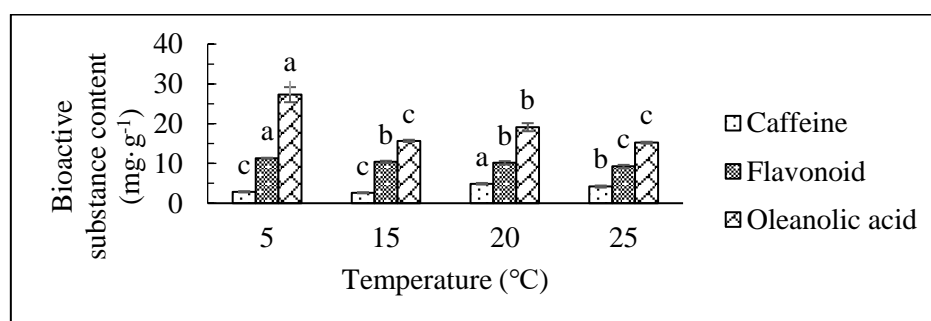 Bioactive
substance content
(mg·g⁻¹)
40
30
20
10
0
a
a
c
c
b
c
a
b
b
b
c
c
5
15
20
25
Temperature (℃)
Caffeine
Flavonoid
Oleanolic acid